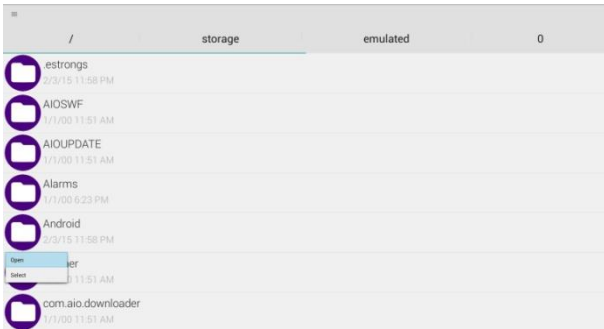 / storage emulated 0
.estrongs
2/3/15 11:58 PM
AIOSWF
1/1/00 11:51 AM
AIOUPDATE
1/1/00 11:51 AM
Alarms
1/1/00 6:23 PM
Android
2/3/15 11:58 PM
Open
Select
11:51 AM
com.aio.downloader
1/1/00 11:51 AM